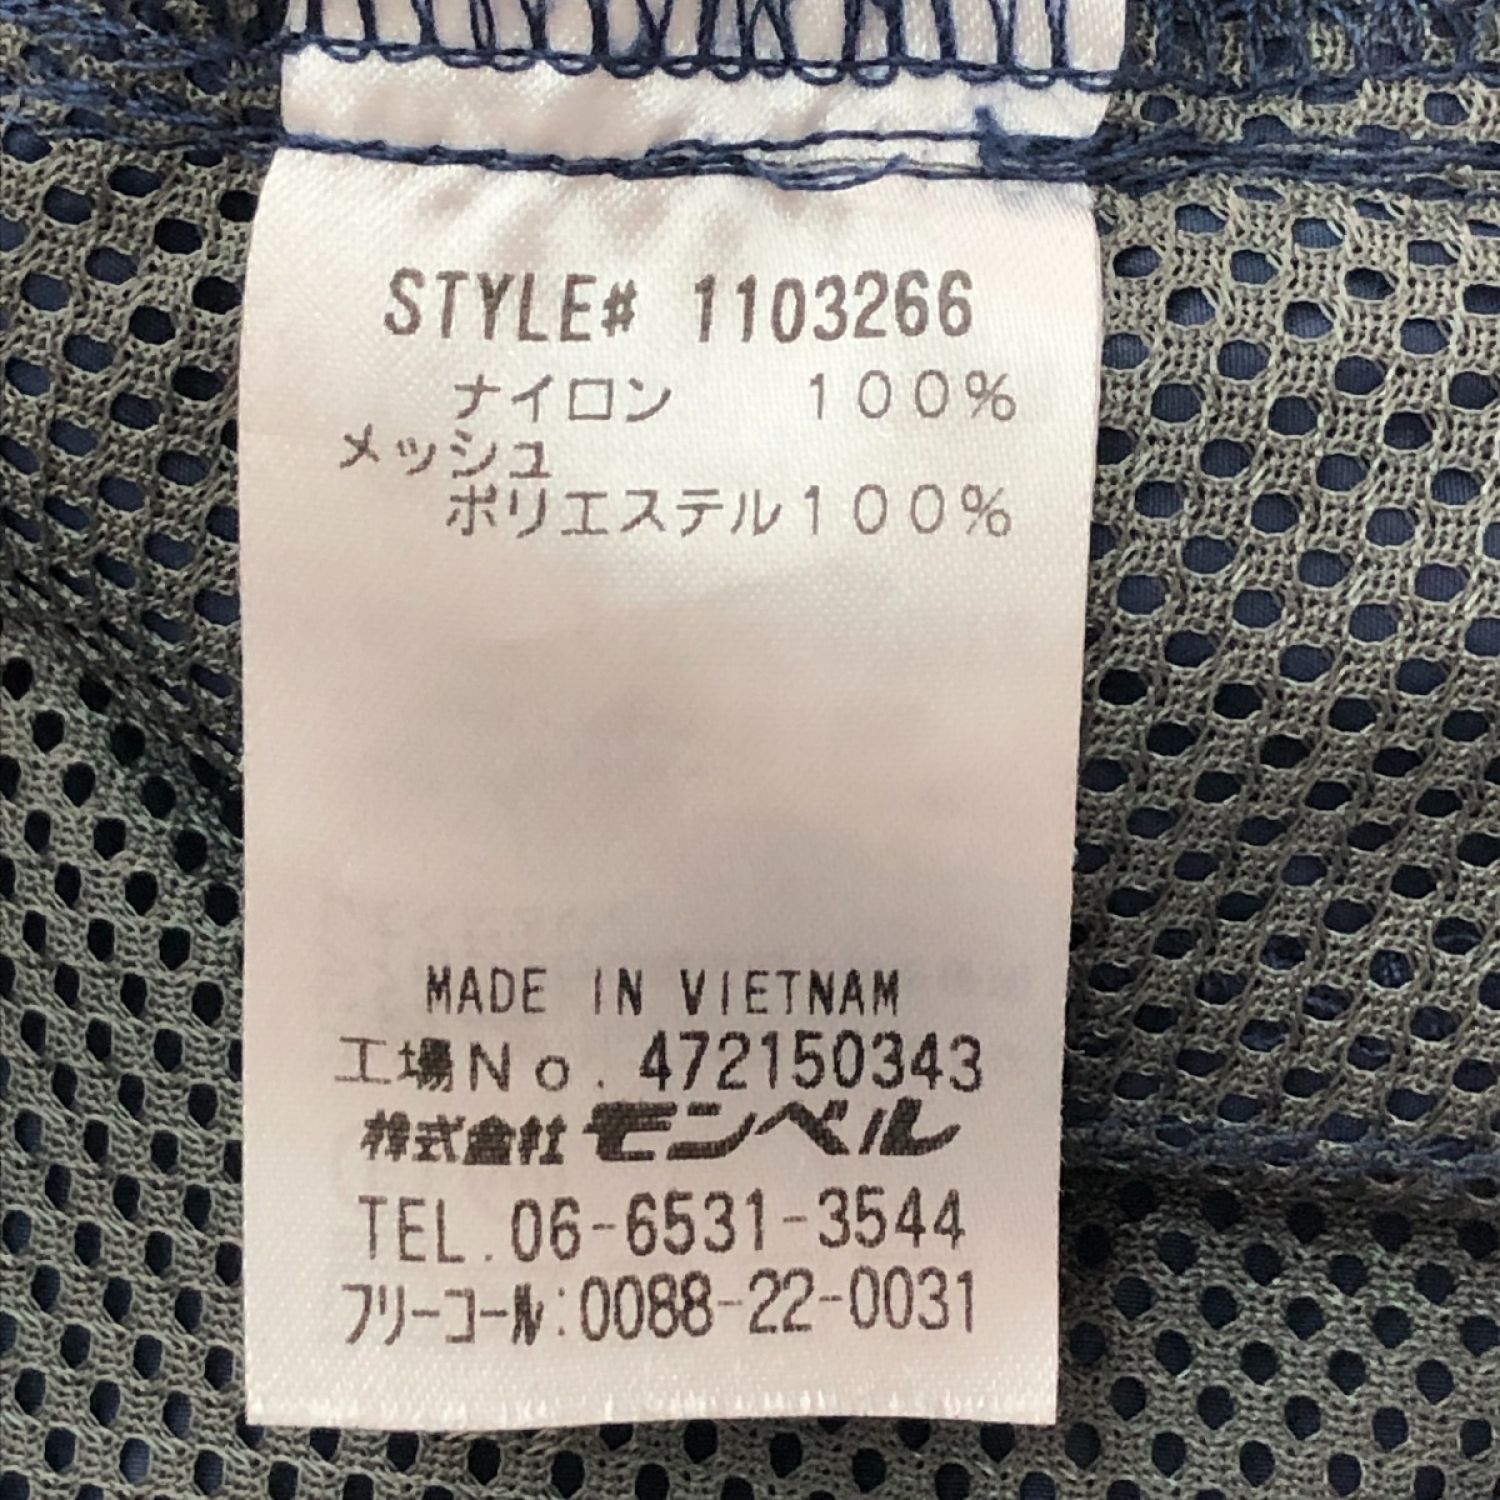 STYLE# 1103266
ナイロン 100%
メッシュ
ポリエステル100%
MADE IN VIETNAM
工場No. 472150343
株式會社 モンベル
TEL. 06-6531-3544
フリーコール:0088-22-0031